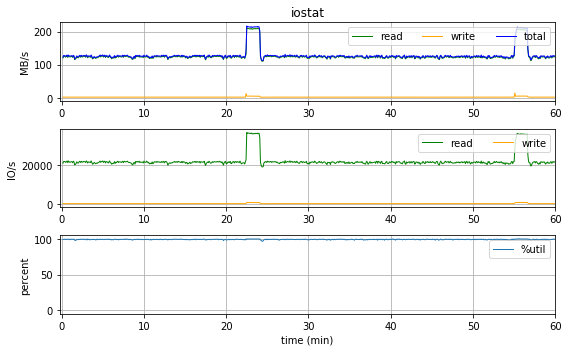 iostat
MB/s
200
100
0
read write total
0 10 20 30 40 50 60
IO/s
20000
0
read write
0 10 20 30 40 50 60
percent
100
50
0
%util
0 10 20 30 40 50 60
time (min)